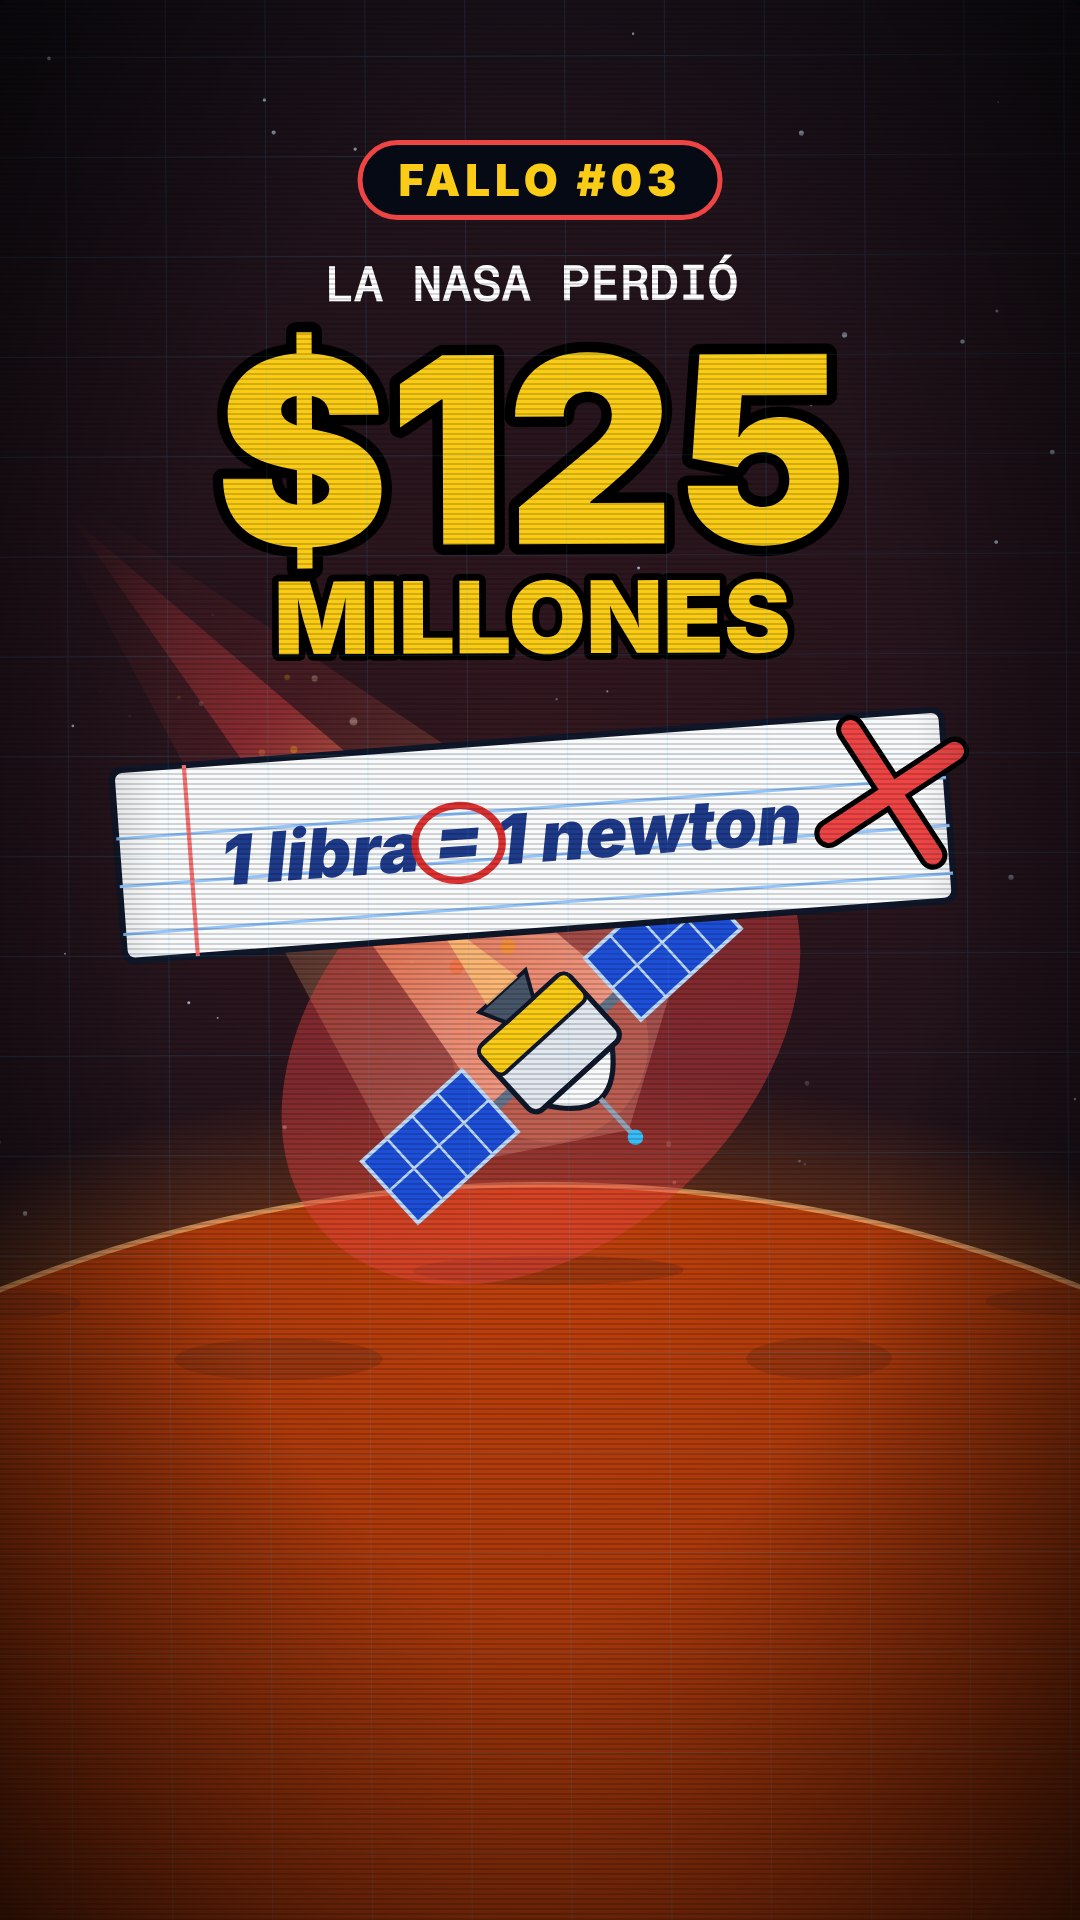 FALLO #03
LA NASA PERDIÓ
$125
MILLONES
1 libra = 1 newton